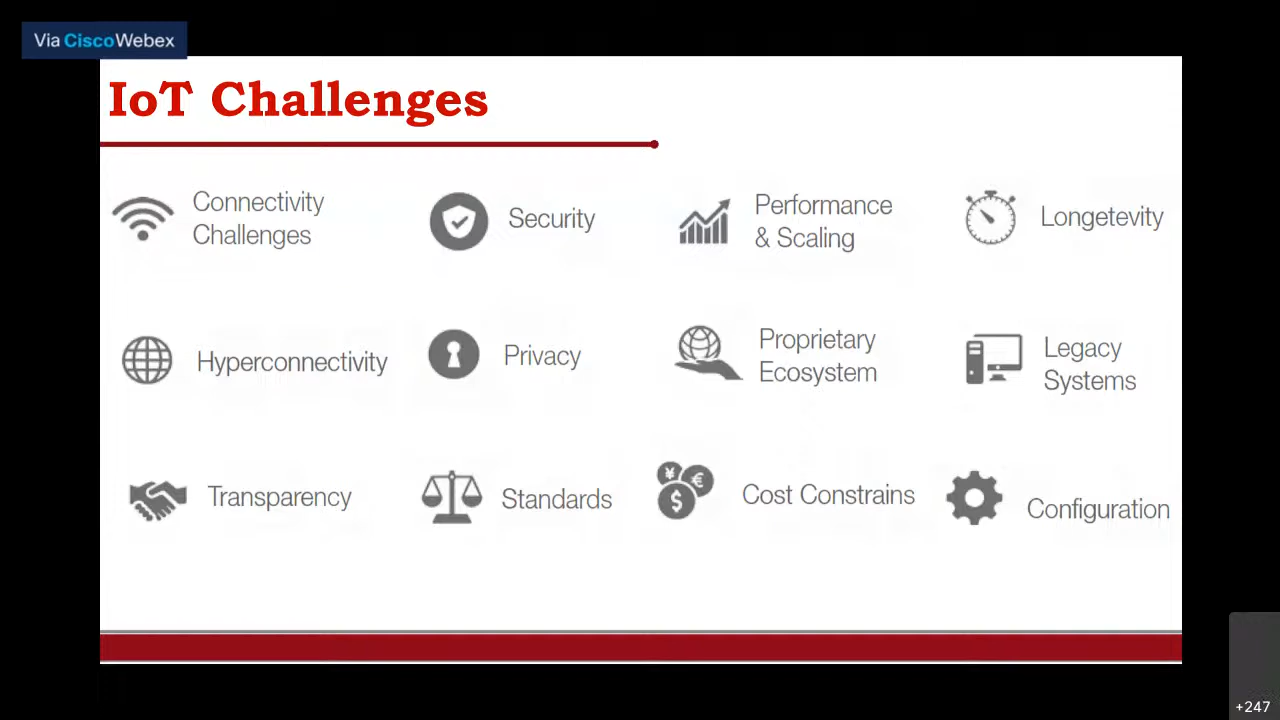 Via CiscoWebex
IoT Challenges
Connectivity
Challenges
Security
Performance
& Scaling
Longetevity
Hyperconnectivity
Privacy
Proprietary
Ecosystem
Legacy
Systems
Transparency
Standards
Cost Constrains
Configuration
+247